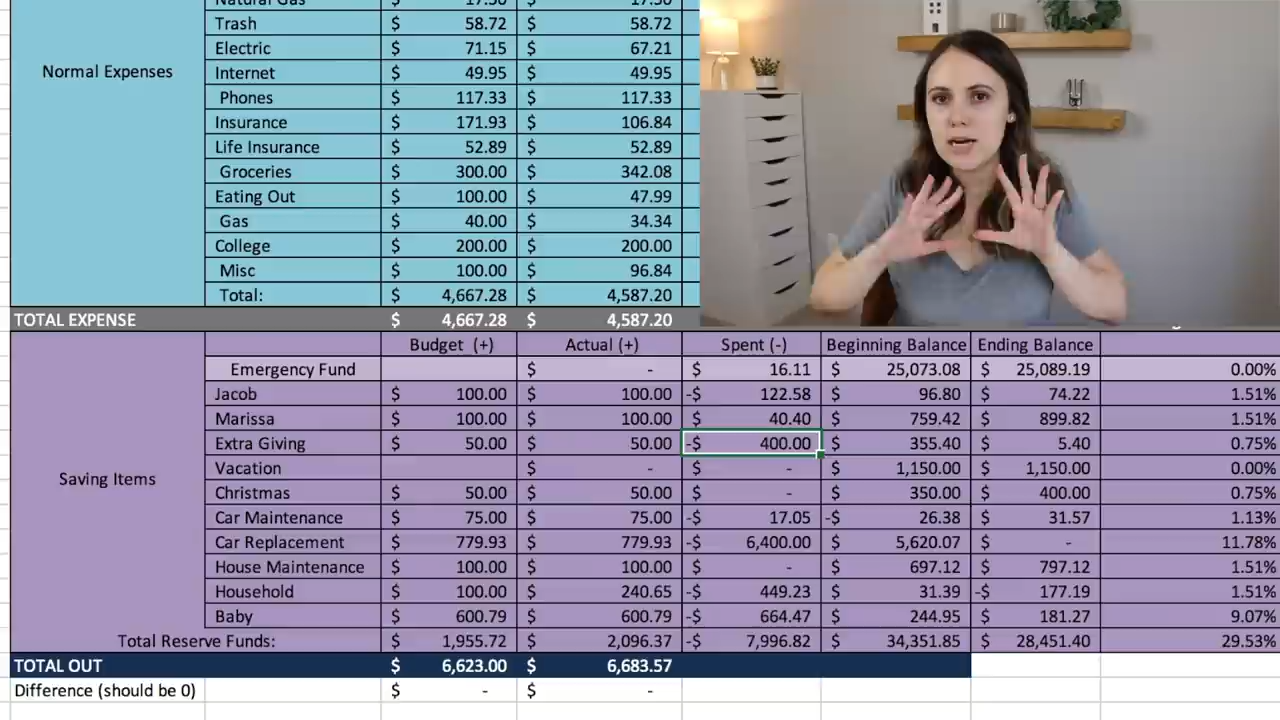 Trash $ 58.72 $ 58.72
Electric $ 71.15 $ 67.21
Normal Expenses Internet $ 49.95 $ 49.95
Phones $ 117.33 $ 117.33
Insurance $ 171.93 $ 106.84
Life Insurance $ 52.89 $ 52.89
Groceries $ 300.00 $ 342.08
Eating Out $ 100.00 $ 47.99
Gas $ 40.00 $ 34.34
College $ 200.00 $ 200.00
Misc $ 100.00 $ 96.84
Total: $ 4,667.28 $ 4,587.20
TOTAL EXPENSE $ 4,667.28 $ 4,587.20
Budget (+) Actual (+) Spent (-) Beginning Balance Ending Balance
Emergency Fund $ - $ 16.11 $ 25,073.08 $ 25,089.19 0.00%
Jacob $ 100.00 $ 100.00 -$ 122.58 $ 96.80 $ 74.22 1.51%
Marissa $ 100.00 $ 100.00 $ 40.40 $ 759.42 $ 899.82 1.51%
Extra Giving $ 50.00 $ 50.00 -$ 400.00 $ 355.40 $ 5.40 0.75%
Saving Items Vacation $ - $ - $ 1,150.00 $ 1,150.00 0.00%
Christmas $ 50.00 $ 50.00 $ - $ 350.00 $ 400.00 0.75%
Car Maintenance $ 75.00 $ 75.00 -$ 17.05 -$ 26.38 $ 31.57 1.13%
Car Replacement $ 779.93 $ 779.93 -$ 6,400.00 $ 5,620.07 $ - 11.78%
House Maintenance $ 100.00 $ 100.00 $ - $ 697.12 $ 797.12 1.51%
Household $ 100.00 $ 240.65 -$ 449.23 $ 31.39 -$ 177.19 1.51%
Baby $ 600.79 $ 600.79 -$ 664.47 $ 244.95 $ 181.27 9.07%
Total Reserve Funds: $ 1,955.72 $ 2,096.37 -$ 7,996.82 $ 34,351.85 $ 28,451.40 29.53%
TOTAL OUT $ 6,623.00 $ 6,683.57
Difference (should be 0) $ - $ -